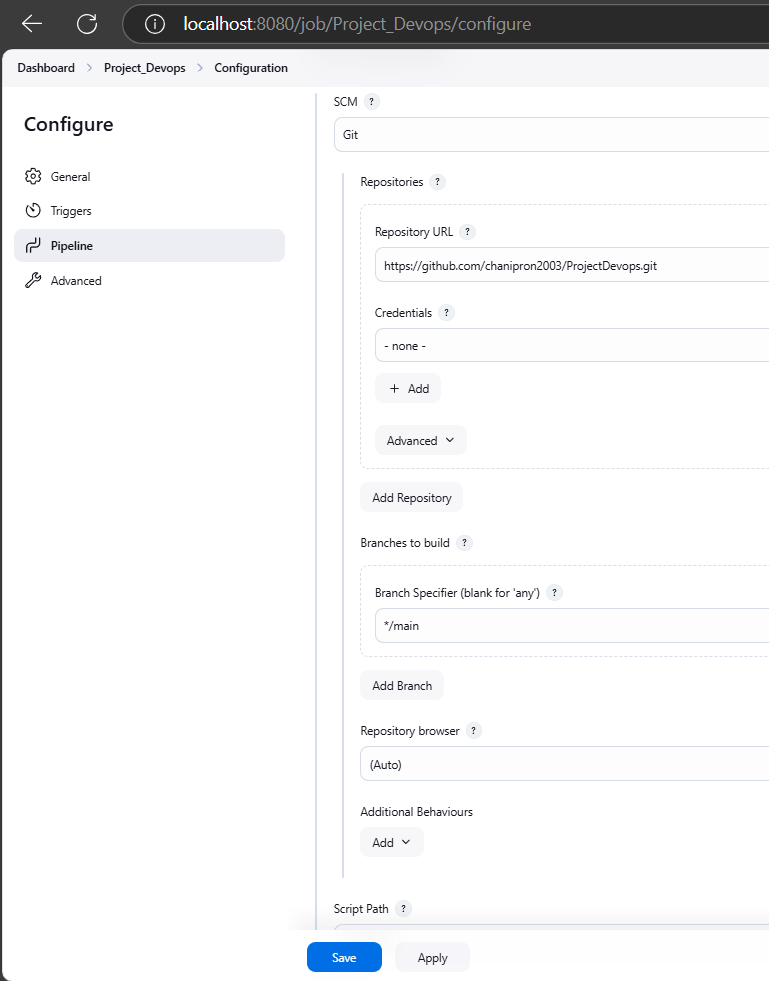 localhost:8080/job/Project_Devops/configure
Dashboard > Project_Devops > Configuration
Configure
General
Triggers
Pipeline
Advanced
SCM ?
Git
Repositories ?
Repository URL ?
https://github.com/chanipron2003/ProjectDevops.git
Credentials ?
- none -
+ Add
Advanced
Add Repository
Branches to build ?
Branch Specifier (blank for 'any') ?
*/main
Add Branch
Repository browser ?
(Auto)
Additional Behaviours
Add
Script Path ?
Save
Apply